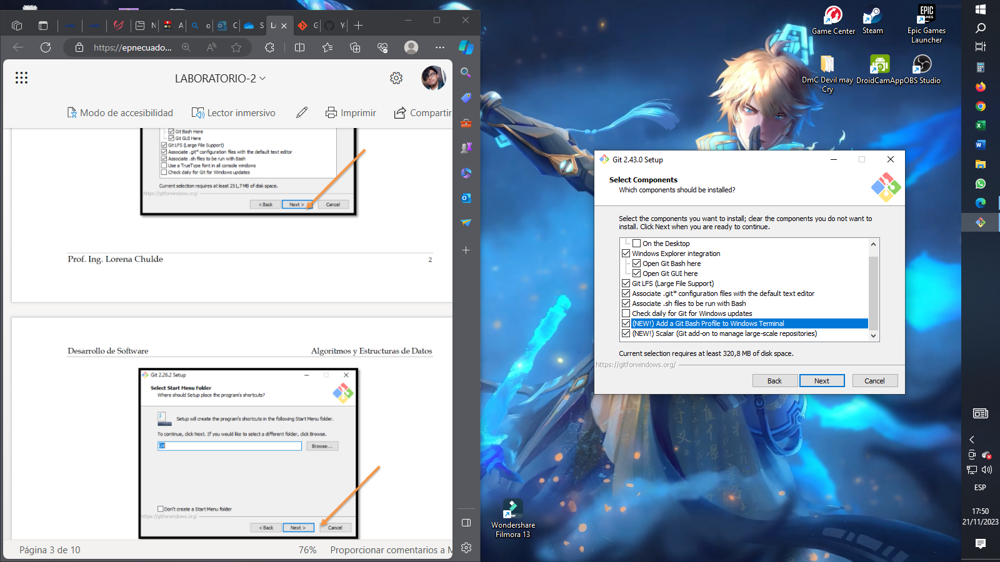 https://epnecuado...
LABORATORIO-2
Modo de accesibilidad
Lector inmersivo
Imprimir
Compartir
Git Bash Here
Git GUI Here
Git LFS (Large File Support)
Associate .git* configuration files with the default text editor
Associate .sh files to be run with Bash
Use a TrueType font in all console windows
Check daily for Git for Windows updates
Current selection requires at least 251,7 MB of disk space.
https://gitforwindows.org/
< Back
Next >
Cancel
Prof. Ing. Lorena Chulde
2
Desarrollo de Software
Algoritmos y Estructuras de Datos
Git 2.26.2 Setup
Select Start Menu Folder
Where should Setup place the program's shortcuts?
Setup will create the program's shortcuts in the following Start Menu folder.
To continue, click Next. If you would like to select a different folder, click Browse.
Git
Browse...
Don't create a Start Menu folder
https://gitforwindows.org/
< Back
Next >
Cancel
Página 3 de 10
76%
Proporcionar comentarios a M
Game Center
Steam
Epic Games
Launcher
DmC Devil may
Cry
DroidCamApp
OBS Studio
Git 2.43.0 Setup
Select Components
Which components should be installed?
Select the components you want to install; clear the components you do not want to
install. Click Next when you are ready to continue.
On the Desktop
Windows Explorer integration
Open Git Bash here
Open Git GUI here
Git LFS (Large File Support)
Associate .git* configuration files with the default text editor
Associate .sh files to be run with Bash
Check daily for Git for Windows updates
(NEW!) Add a Git Bash Profile to Windows Terminal
(NEW!) Scalar (Git add-on to manage large-scale repositories)
Current selection requires at least 320,8 MB of disk space.
https://gitforwindows.org/
Back
Next
Cancel
Wondershare
Filmora 13
ESP
17:50
21/11/2023